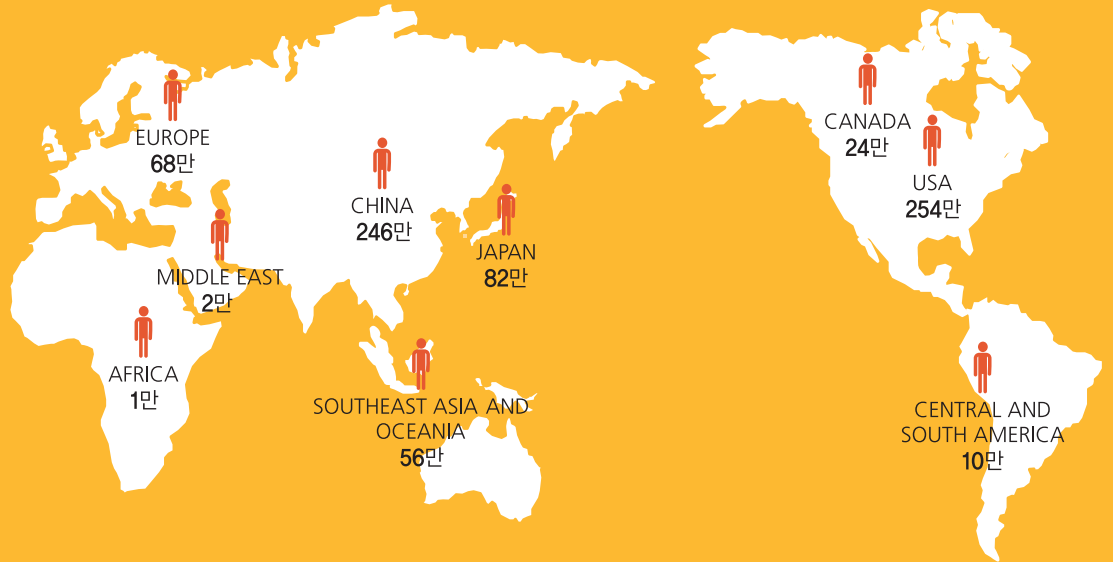 EUROPE
68만
CHINA
246만
JAPAN
82만
MIDDLE EAST
2만
AFRICA
1만
SOUTHEAST ASIA AND
OCEANIA
56만
CANADA
24만
USA
254만
CENTRAL AND
SOUTH AMERICA
10만